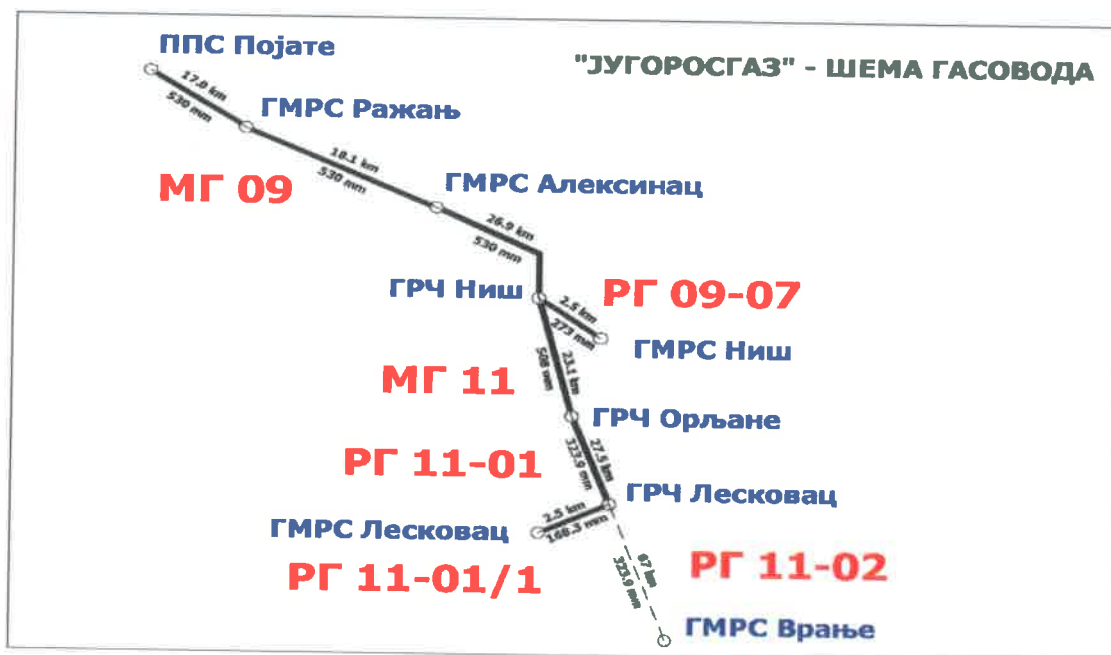 ППС Појате
"ЈУГОРОСГАЗ" - ШЕМА ГАСОВОДА
17.0 km
530 mm
ГМРС Ражањ
18.1 km
530 mm
МГ 09
ГМРС Алексинац
26.9 km
530 mm
ГРЧ Ниш
РГ 09-07
2.5 km
273 mm
ГМРС Ниш
МГ 11
23.1 km
508 mm
ГРЧ Орљане
РГ 11-01
27.5 km
323.9 mm
ГРЧ Лесковац
2.5 km
168.3 mm
ГМРС Лесковац
РГ 11-01/1
67 km
323.9 mm
РГ 11-02
ГМРС Врање